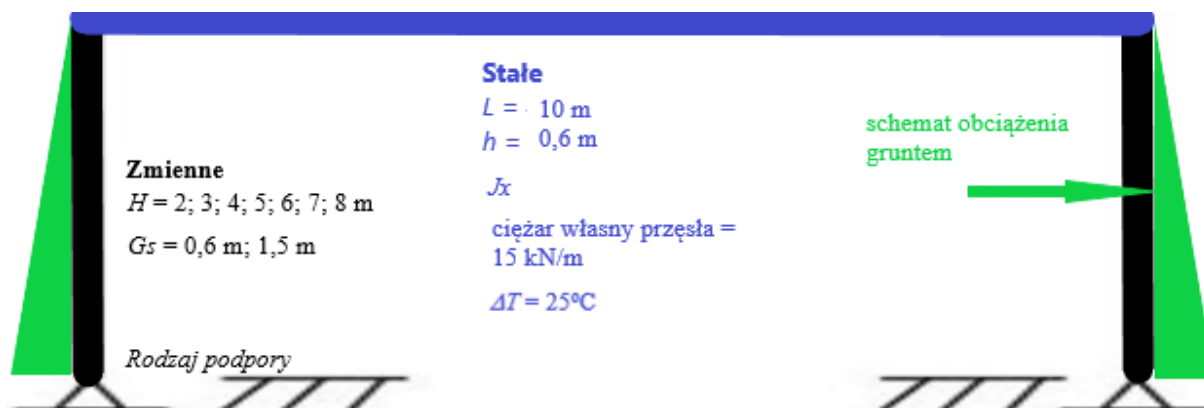 Stałe
L = 10 m
h = 0,6 m
Jx
ciężar własny przęsła =
15 kN/m
ΔT = 25⁰C
Zmienne
H = 2; 3; 4; 5; 6; 7; 8 m
Gs = 0,6 m; 1,5 m
Rodzaj podpory
schemat obciążenia
gruntem